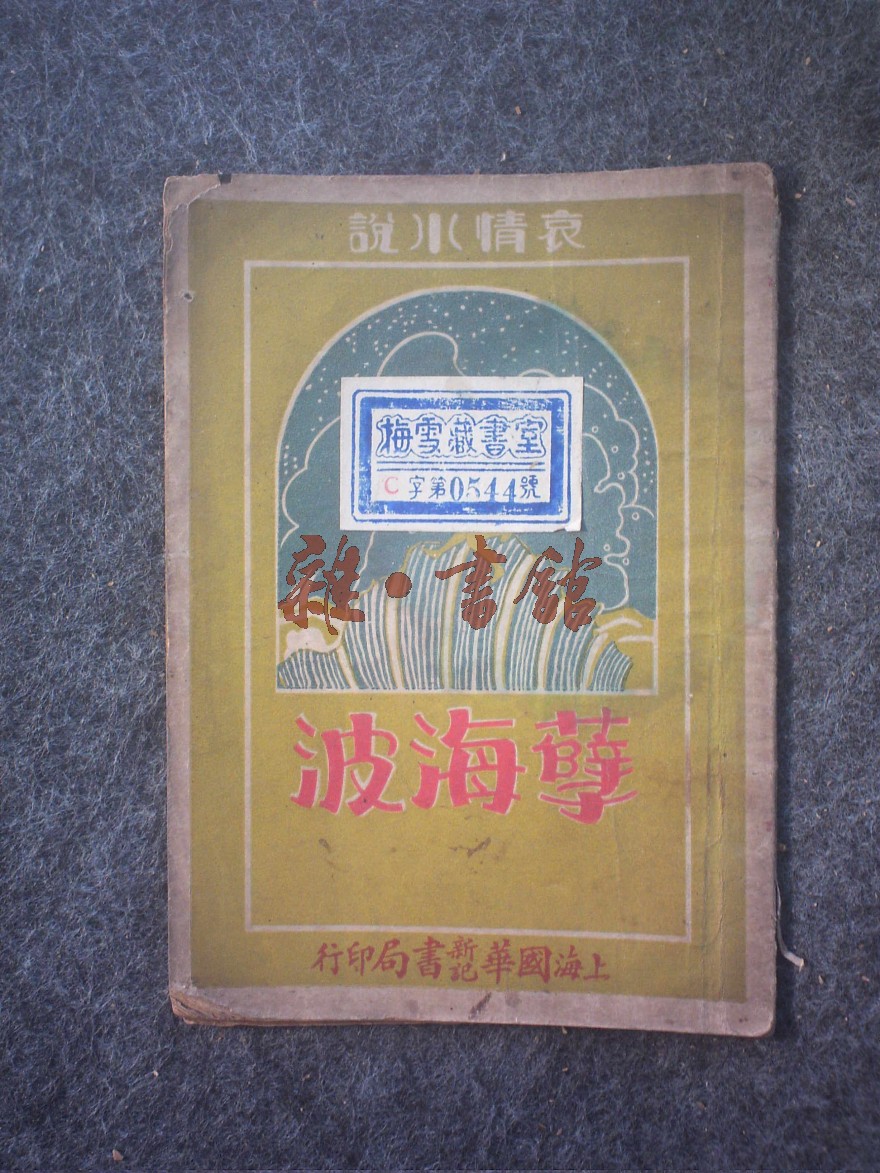 哀情小說
梅雪藏書室
C字第0544號
雜·書館
孽海波
上海國華新記書局印行